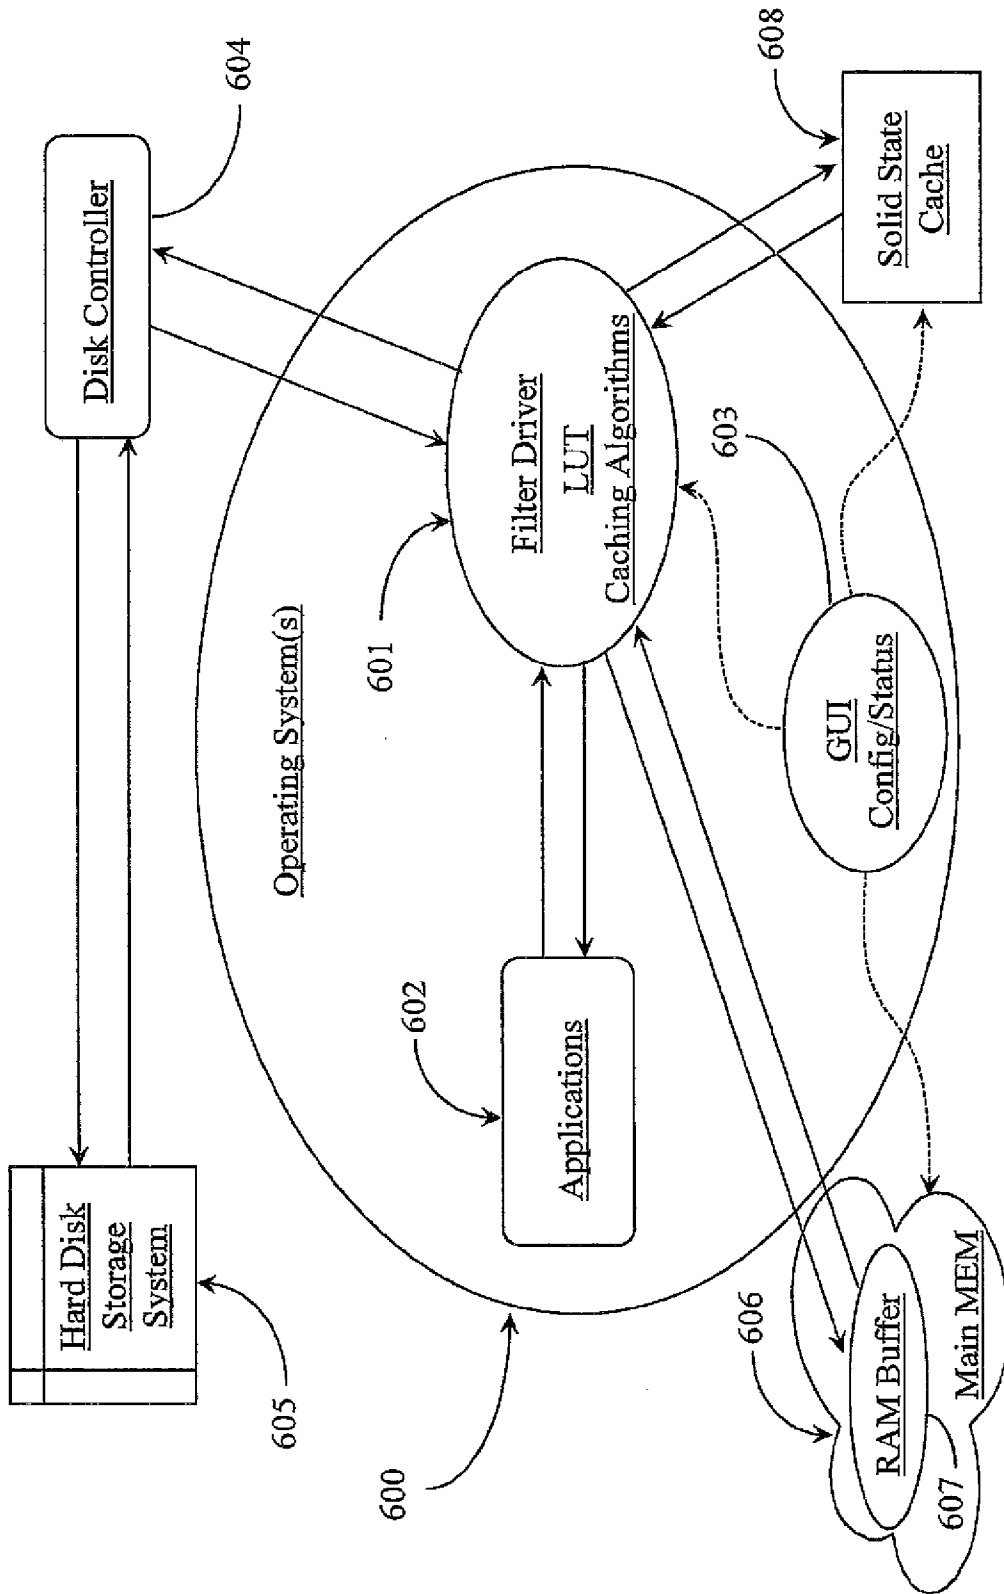 Hard Disk
Storage
System
605
Disk Controller
604
Operating System(s)
600
602
Applications
601
Filter Driver
LUT
Caching Algorithms
606
RAM Buffer
607
Main MEM
GUI
Config/Status
603
608
Solid State
Cache